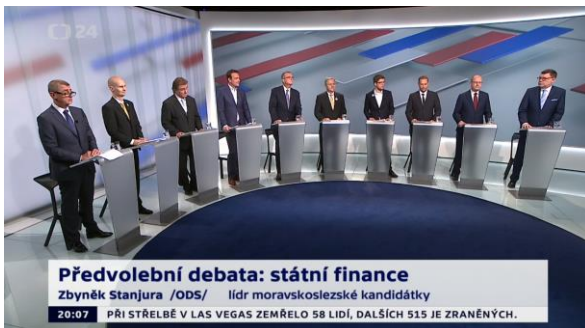 24
Předvolební debata: státní finance
Zbyněk Stanjura /ODS/ lídr moravskoslezské kandidátky
20:07 PŘI STŘELBĚ V LAS VEGAS ZEMŘELO 58 LIDÍ, DALŠÍCH 515 JE ZRANĚNÝCH.